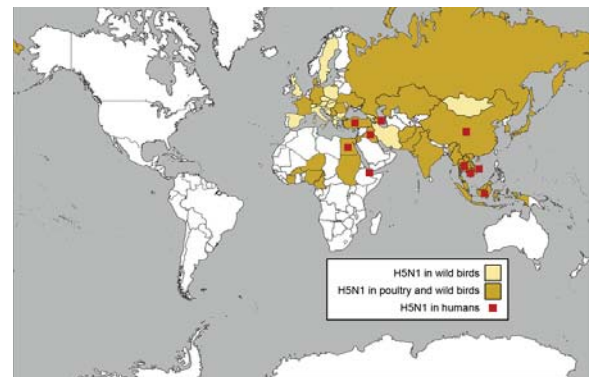 H5N1 in wild birds
H5N1 in poultry and wild birds
H5N1 in humans